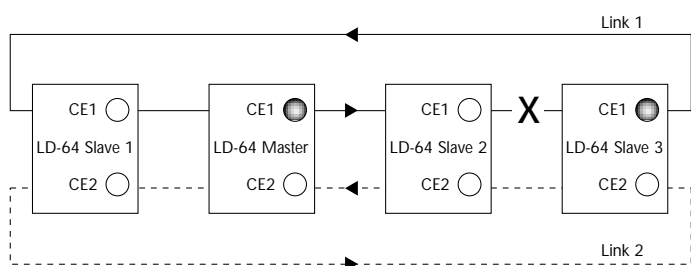 Link 1
CE1 CE1 CE1 X CE1
LD-64 Slave 1 LD-64 Master LD-64 Slave 2 LD-64 Slave 3
CE2 CE2 CE2 CE2
Link 2